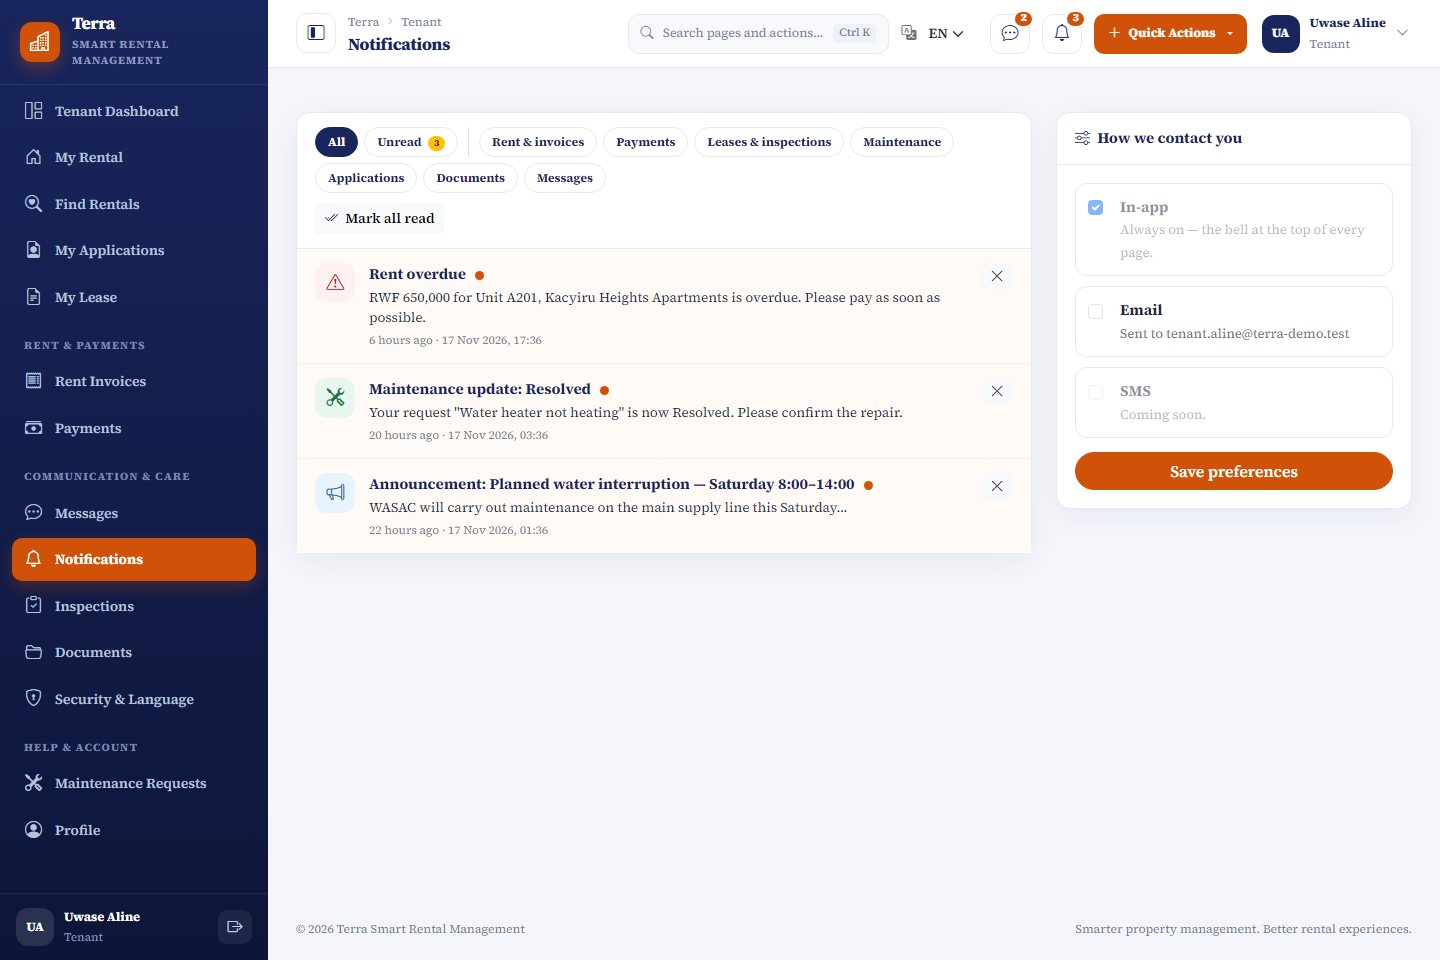 Terra
SMART RENTAL
MANAGEMENT
Tenant Dashboard
My Rental
Find Rentals
My Applications
My Lease
RENT & PAYMENTS
Rent Invoices
Payments
COMMUNICATION & CARE
Messages
Notifications
Inspections
Documents
Security & Language
HELP & ACCOUNT
Maintenance Requests
Profile
UA
Uwase Aline
Tenant
Terra
Tenant
Notifications
Search pages and actions...
Ctrl K
EN
2
3
Quick Actions
UA
Uwase Aline
Tenant
All
Unread 3
Rent & invoices
Payments
Leases & inspections
Maintenance
Applications
Documents
Messages
Mark all read
Rent overdue
RWF 650,000 for Unit A201, Kacyiru Heights Apartments is overdue. Please pay as soon as
possible.
6 hours ago · 17 Nov 2026, 17:36
Maintenance update: Resolved
Your request "Water heater not heating" is now Resolved. Please confirm the repair.
20 hours ago · 17 Nov 2026, 03:36
Announcement: Planned water interruption — Saturday 8:00–14:00
WASAC will carry out maintenance on the main supply line this Saturday...
22 hours ago · 17 Nov 2026, 01:36
How we contact you
In-app
Always on — the bell at the top of every
page.
Email
Sent to tenant.aline@terra-demo.test
SMS
Coming soon.
Save preferences
© 2026 Terra Smart Rental Management
Smarter property management. Better rental experiences.